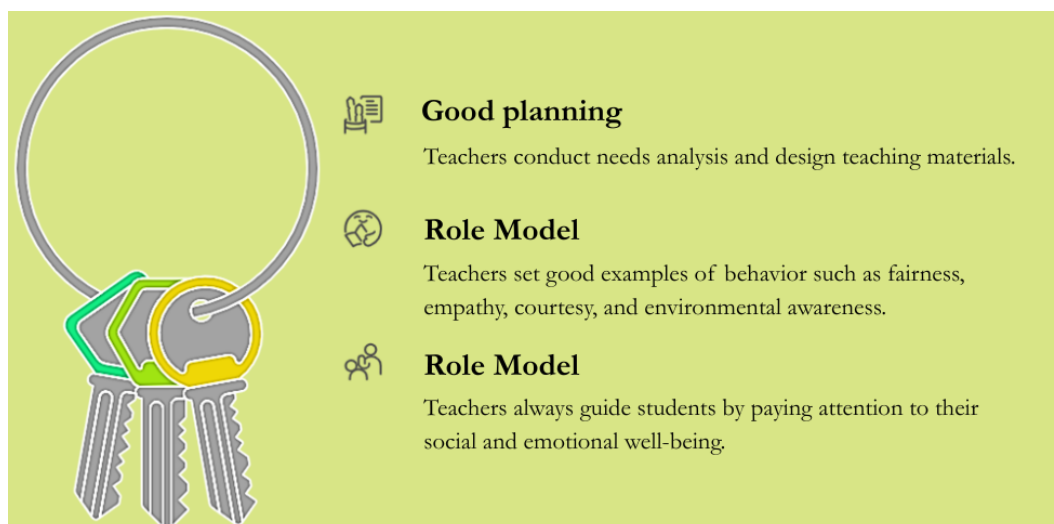 Good planning
Teachers conduct needs analysis and design teaching materials.
Role Model
Teachers set good examples of behavior such as fairness,
empathy, courtesy, and environmental awareness.
Role Model
Teachers always guide students by paying attention to their
social and emotional well-being.